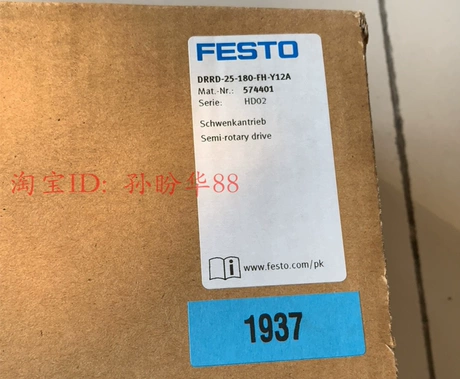 FESTO
DRRD-25-180-FH-Y12A
Mat.-Nr.: 574401
Serie: HD02
Schwenkantrieb
Semi-rotary drive
淘宝ID: 孙盼华88
i www.festo.com/pk
1937